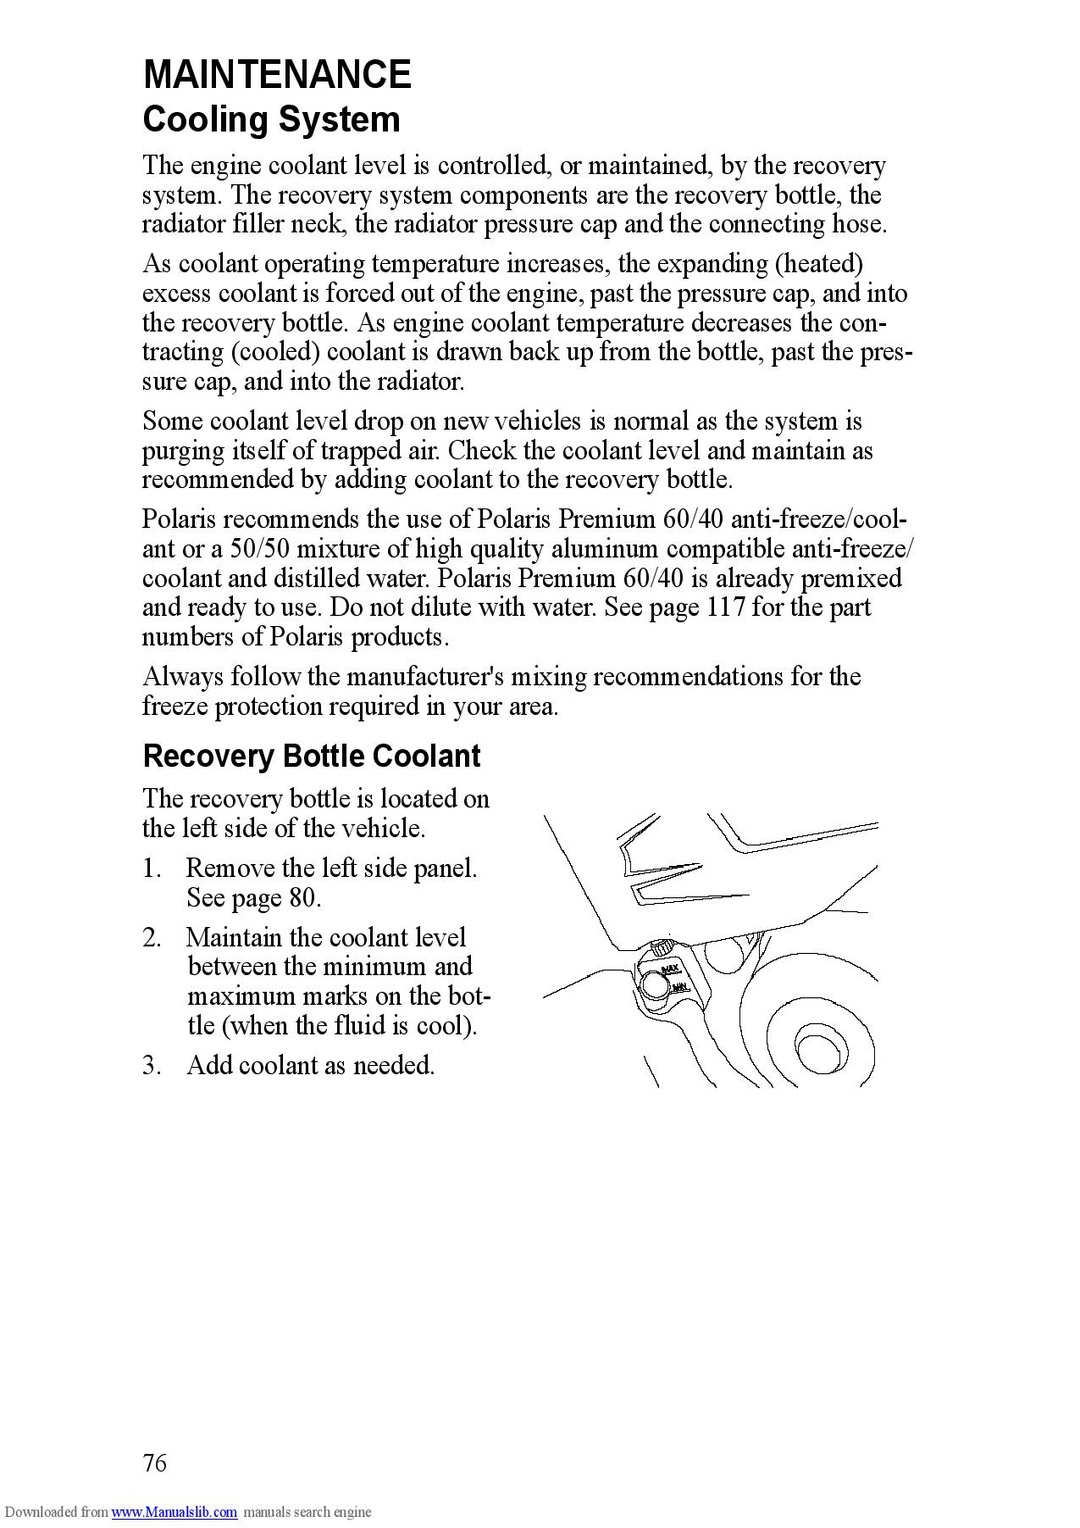 MAINTENANCE
Cooling System
The engine coolant level is controlled, or maintained, by the recovery
system. The recovery system components are the recovery bottle, the
radiator filler neck, the radiator pressure cap and the connecting hose.
As coolant operating temperature increases, the expanding (heated)
excess coolant is forced out of the engine, past the pressure cap, and into
the recovery bottle. As engine coolant temperature decreases the con-
tracting (cooled) coolant is drawn back up from the bottle, past the pres-
sure cap, and into the radiator.
Some coolant level drop on new vehicles is normal as the system is
purging itself of trapped air. Check the coolant level and maintain as
recommended by adding coolant to the recovery bottle.
Polaris recommends the use of Polaris Premium 60/40 anti-freeze/cool-
ant or a 50/50 mixture of high quality aluminum compatible anti-freeze/
coolant and distilled water. Polaris Premium 60/40 is already premixed
and ready to use. Do not dilute with water. See page 117 for the part
numbers of Polaris products.
Always follow the manufacturer's mixing recommendations for the
freeze protection required in your area.
Recovery Bottle Coolant
The recovery bottle is located on
the left side of the vehicle.
1. Remove the left side panel.
See page 80.
2. Maintain the coolant level
between the minimum and
maximum marks on the bot-
tle (when the fluid is cool).
3. Add coolant as needed.
MAX
MIN
76
Downloaded from www.Manualslib.com manuals search engine